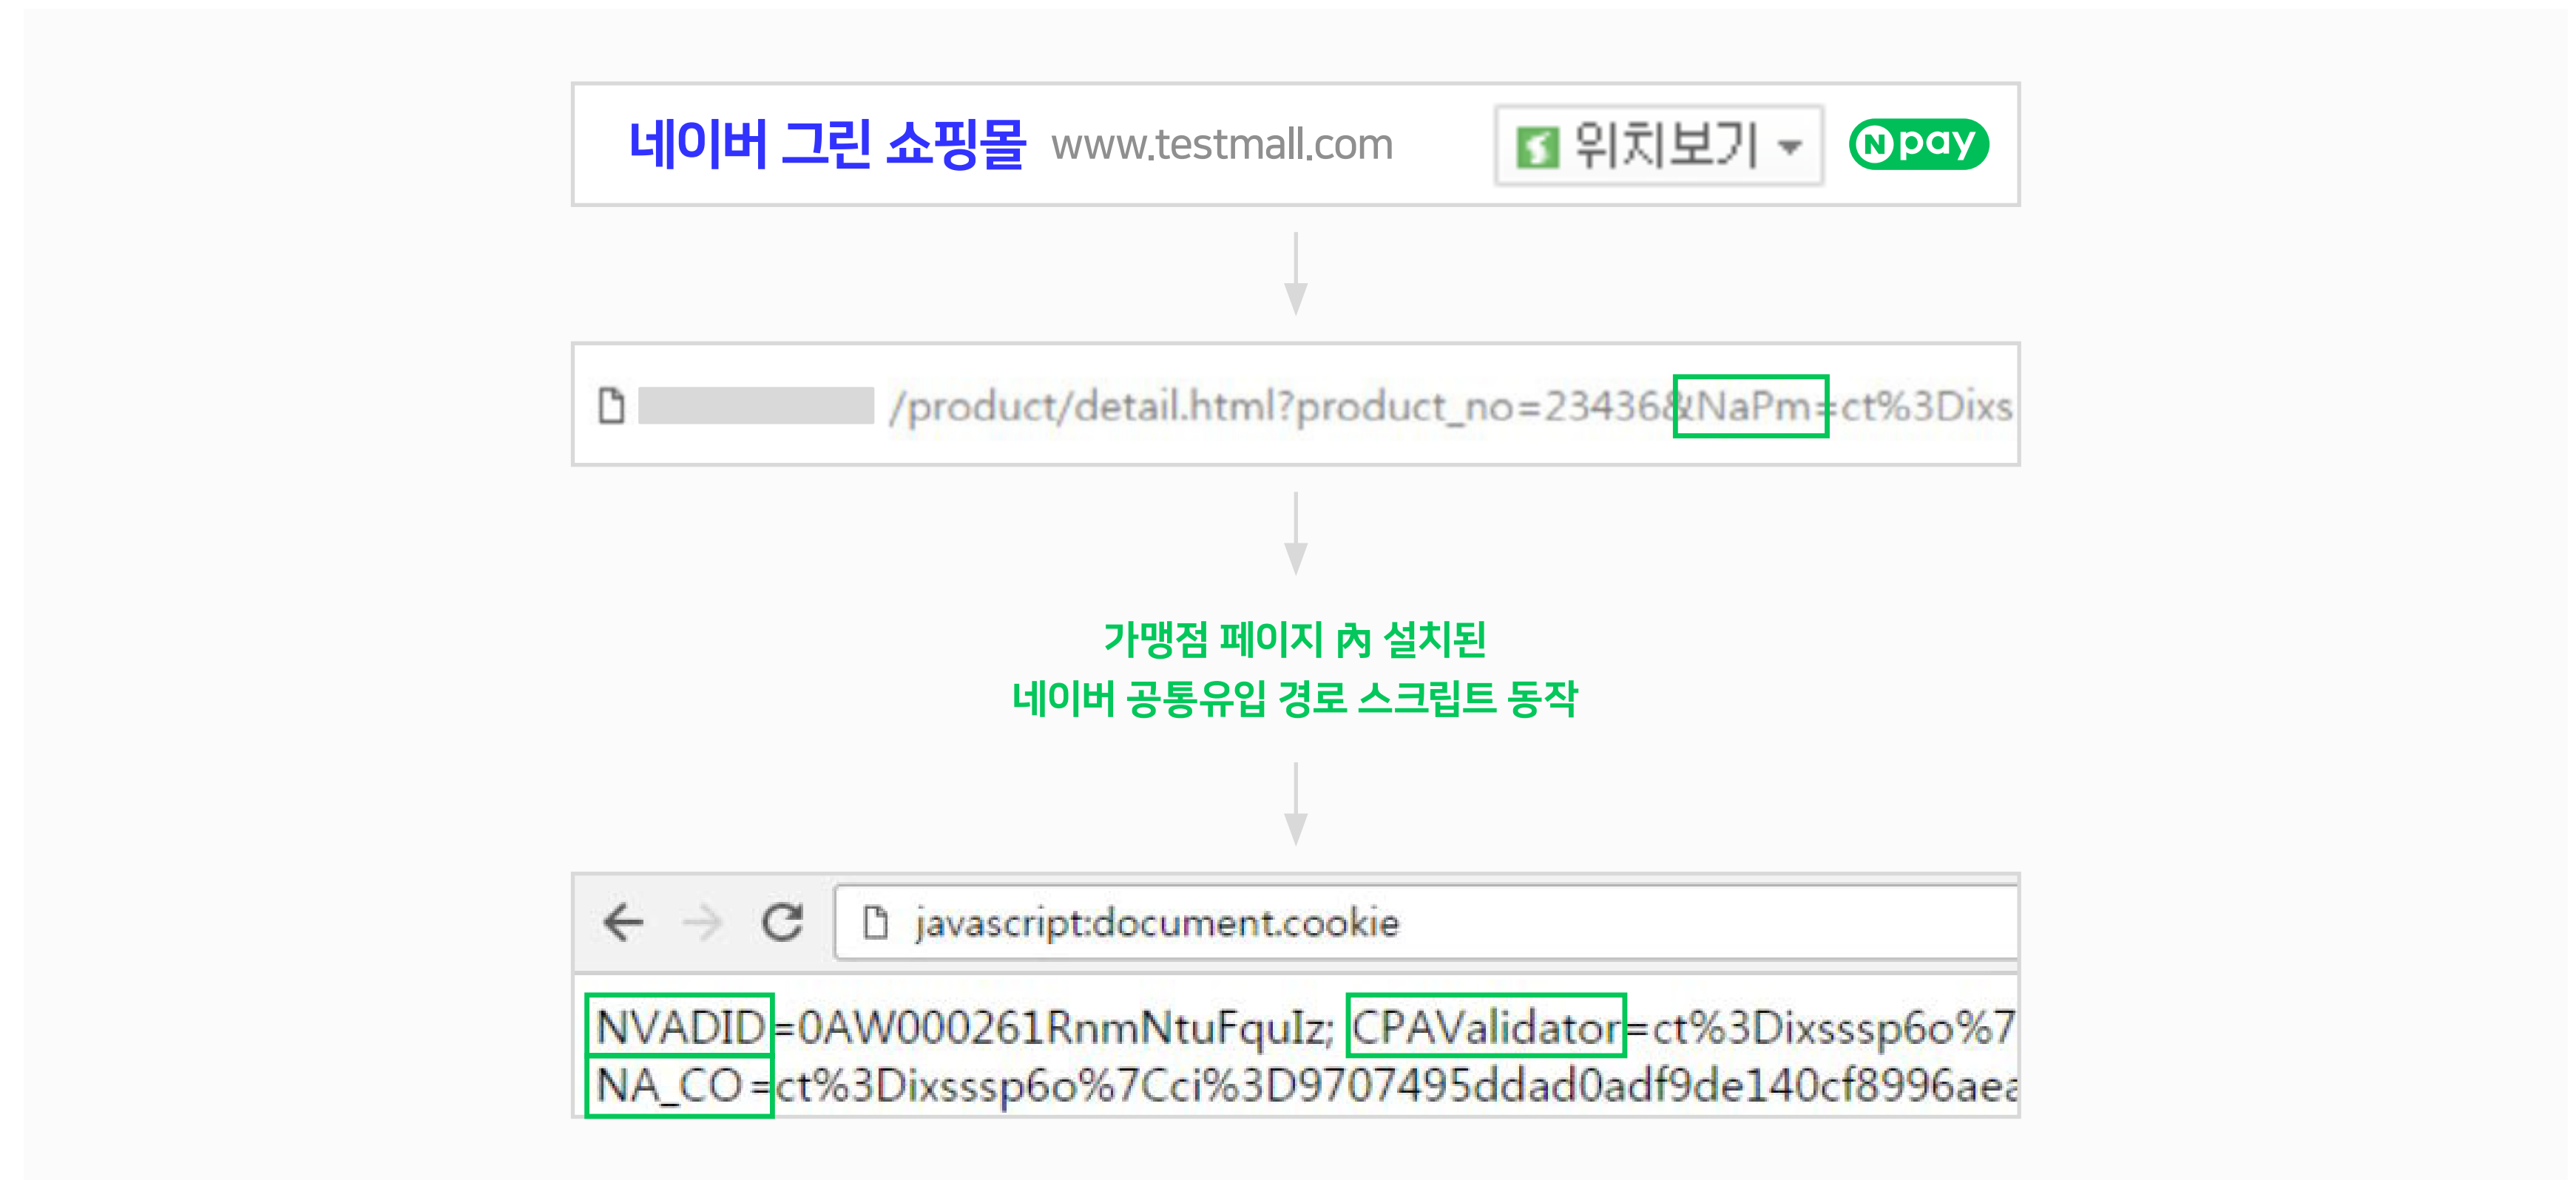 네이버 그린 쇼핑몰 www.testmall.com 위치보기 N pay
/product/detail.html?product_no=23436&NaPm=ct%3Dixs
가맹점 페이지 內 설치된
네이버 공통유입 경로 스크립트 동작
javascript:document.cookie
NVADID=0AW000261RnmNtuFquIz; CPAValidator=ct%3Dixsssp6o%7
NA_CO=ct%3Dixsssp6o%7Cci%3D9707495ddad0adf9de140cf8996aea